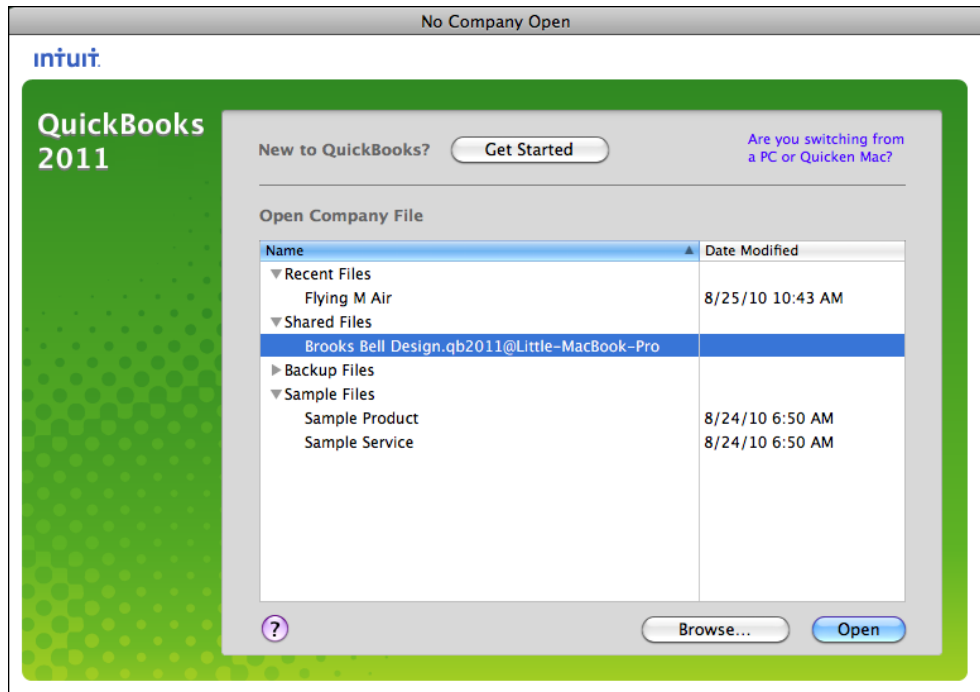 No Company Open
intuit.
QuickBooks
2011
New to QuickBooks?
Get Started
Are you switching from
a PC or Quicken Mac?
Open Company File
Name
Date Modified
Recent Files
Flying M Air
8/25/10 10:43 AM
Shared Files
Brooks Bell Design.qb2011@Little-MacBook-Pro
Backup Files
Sample Files
Sample Product
8/24/10 6:50 AM
Sample Service
8/24/10 6:50 AM
?
Browse...
Open